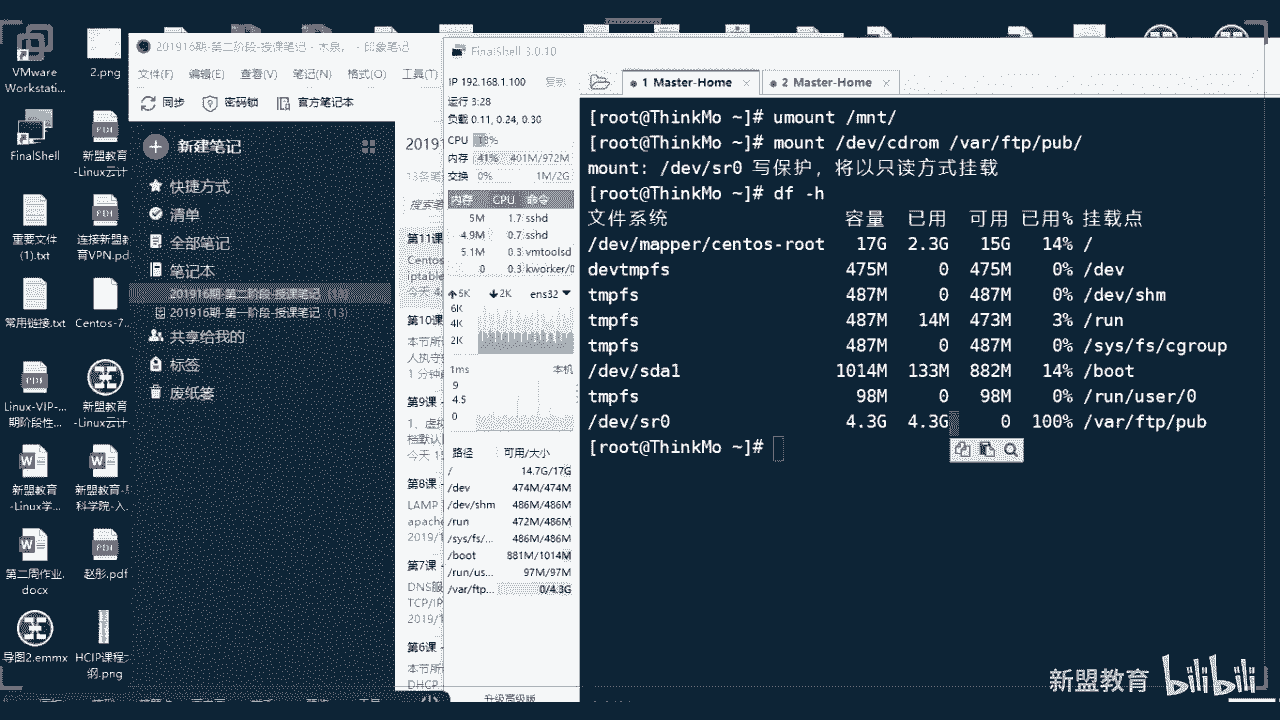 VMware
Workstati...
2.png
FinalShell
新盟教育
-Linux云计
重要文件
(1).txt
连接新盟教
育VPN.pd
常用链接.txt
Centos-7...
Linux-VIP-...
期阶段性...
新盟教育
-Linux云计
新盟教育
-Linux学...
新盟教育-
科学院-入
第二周作业.
docx
赵彤.pdf
导图2.emmx
HCIP课程大
纲.png
201916期-第二阶段-授课笔记
文件(F) 编辑(E) 查看(V) 笔记(N) 格式(O) 工具(T)
同步 密码锁 官方笔记本
新建笔记
快捷方式
清单
全部笔记
笔记本
201916期-第二阶段-授课笔记
201916期-第一阶段-授课笔记 (13)
共享给我的
标签
废纸篓
20191
第11课
Centos
iptable
第10课
本节所
人执守
1 分钟
第9课
1、虚
档默认
今天 1
第8课
LAMP
apache
2019/1
第7课
DNS服
TCP/IP
2019/1
第6课
本节所
DHCP
FinalShell 3.0.10
IP 192.168.1.100 复制
运行 3:28
负载 0.11, 0.24, 0.30
CPU 18%
内存 41% 401M/972M
交换 0% 1M/2G
内存 CPU 命令
5M 1.7 sshd
4.9M 0.7 sshd
5.1M 0.3 vmtoolsd
0 0.3 kworker/0
5K 2K ens32
6K
4K
2K
1ms 本机
9
4.5
0
路径 可用/大小
/ 14.7G/17G
/dev 474M/474M
/dev/shm 486M/486M
/run 472M/486M
/sys/fs/... 486M/486M
/boot 881M/1014M
/run/us... 97M/97M
/var/ftp... 0/4.3G
升级高级版
1 Master-Home
2 Master-Home
[root@ThinkMo ~]# umount /mnt/
[root@ThinkMo ~]# mount /dev/cdrom /var/ftp/pub/
mount: /dev/sr0 写保护，将以只读方式挂载
[root@ThinkMo ~]# df -h
文件系统 容量 已用 可用 已用% 挂载点
/dev/mapper/centos-root 17G 2.3G 15G 14% /
devtmpfs 475M 0 475M 0% /dev
tmpfs 487M 0 487M 0% /dev/shm
tmpfs 487M 14M 473M 3% /run
tmpfs 487M 0 487M 0% /sys/fs/cgroup
/dev/sda1 1014M 133M 882M 14% /boot
tmpfs 98M 0 98M 0% /run/user/0
/dev/sr0 4.3G 4.3G 0 100% /var/ftp/pub
[root@ThinkMo ~]#
新盟教育 bilibili